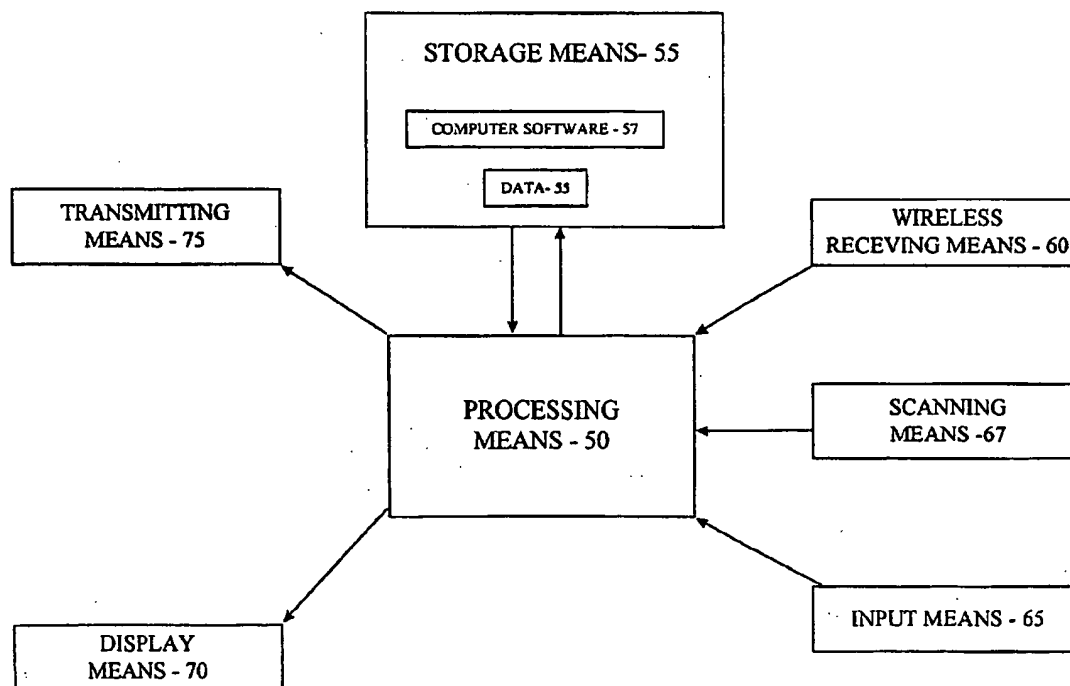 STORAGE MEANS- 55
COMPUTER SOFTWARE - 57
DATA- 55
TRANSMITTING
MEANS - 75
WIRELESS
RECEVING MEANS - 60
PROCESSING
MEANS - 50
SCANNING
MEANS -67
DISPLAY
MEANS - 70
INPUT MEANS - 65